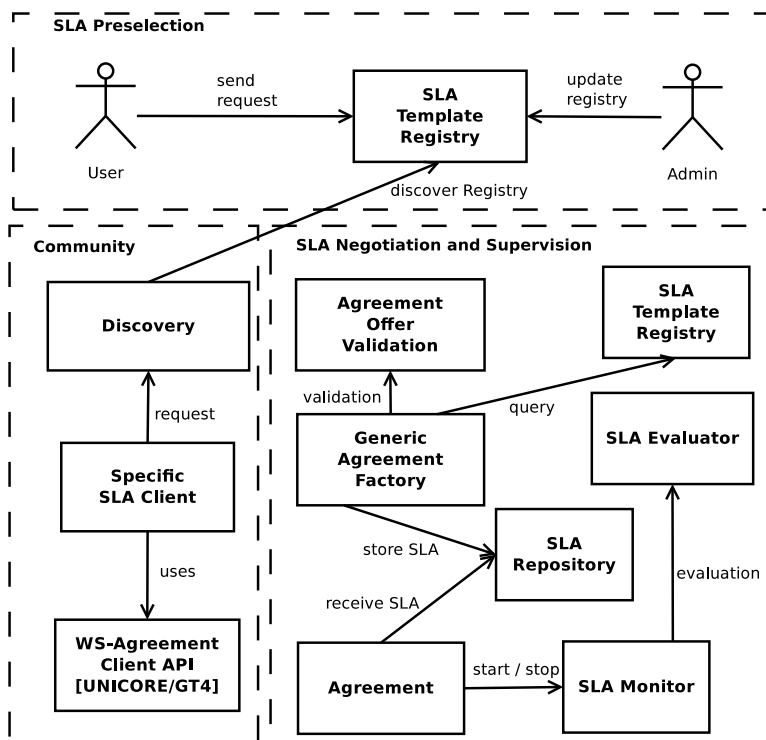 SLA Preselection
send
request
SLA
Template
Registry
update
registry
User
Admin
discover Registry
Community
SLA Negotiation and Supervision
Discovery
Agreement
Offer
Validation
SLA
Template
Registry
validation
query
request
Specific
SLA Client
Generic
Agreement
Factory
SLA Evaluator
store SLA
SLA
Repository
uses
receive SLA
evaluation
WS-Agreement
Client API
[UNICORE/GT4]
Agreement
start / stop
SLA Monitor